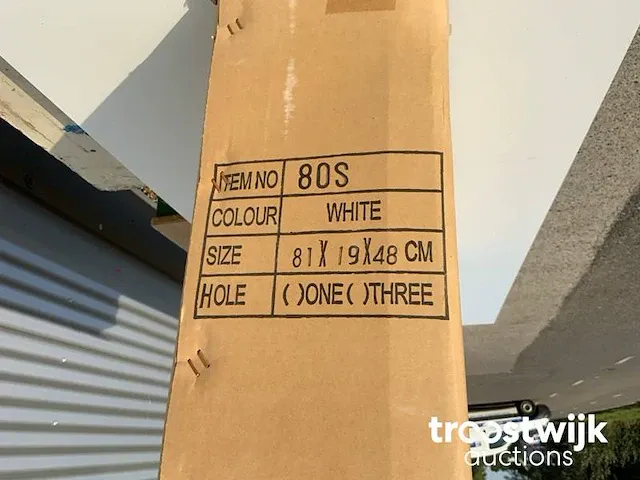 ITEM NO 80S
COLOUR WHITE
SIZE 81 X 19 X 48 CM
HOLE ( )ONE( )THREE
troostwijk
auctions